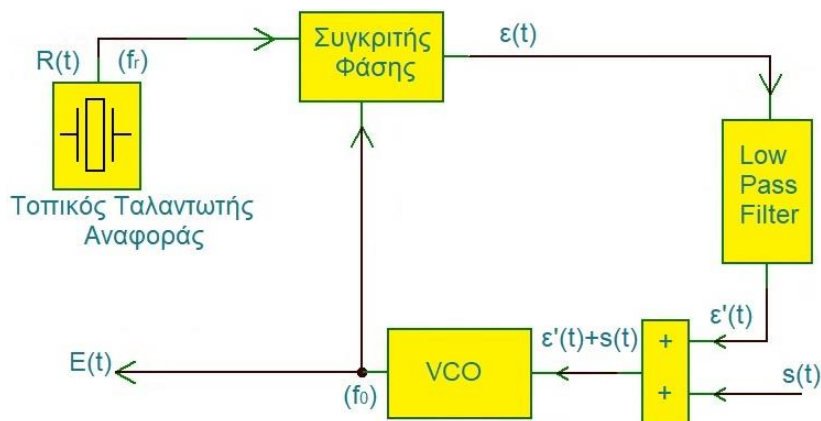 R(t) (fr)
Συγκριτής
Φάσης
ε(t)
Τοπικός Ταλαντωτής
Αναφοράς
Low
Pass
Filter
ε'(t)
ε'(t)+s(t)
+
+
s(t)
VCO
(f0)
E(t)